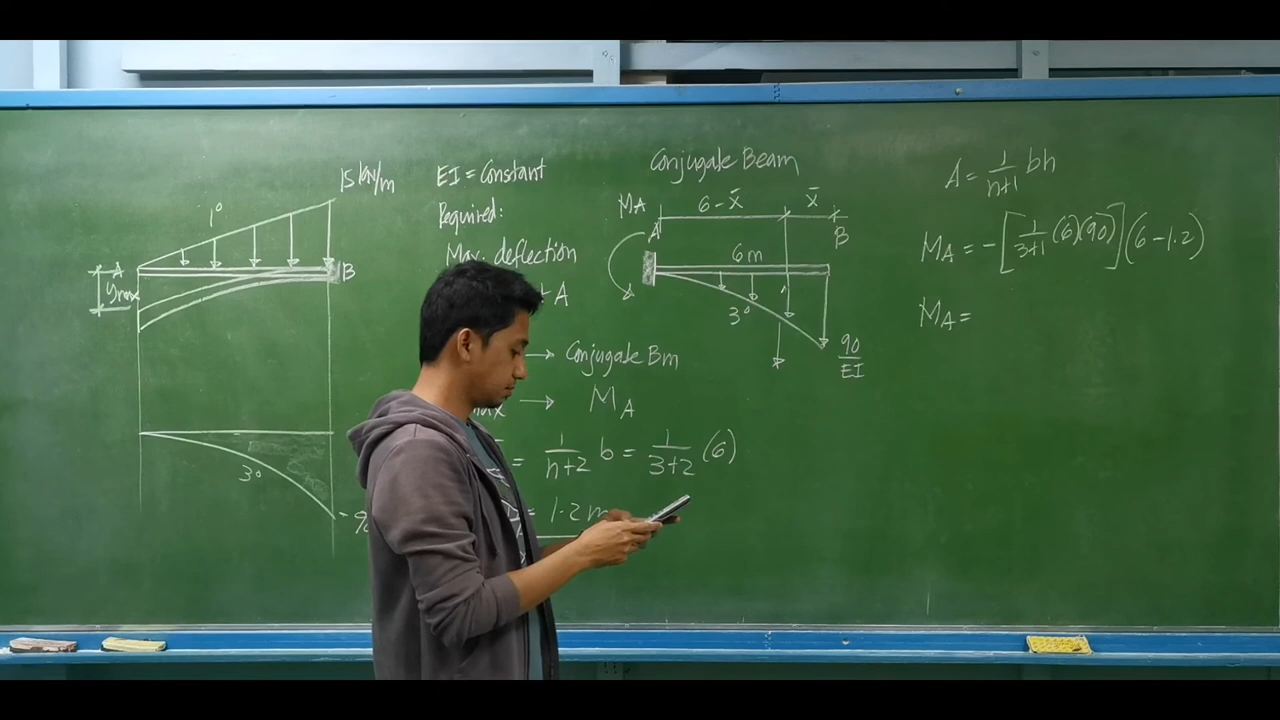 15 kN/m
1°
A
B
ymax
3°
EI = Constant
Required:
Max. deflection
A
→ Conjugate Bm
→ MA
= 1/(n+2) b = 1/(3+2) (6)
= 1.2 m
Conjugate Beam
MA
6 - x̄
x̄
A
B
6m
3°
90/EI
A = 1/(n+1) bh
MA = -[1/(3+1) (6)(90)](6 - 1.2)
MA =